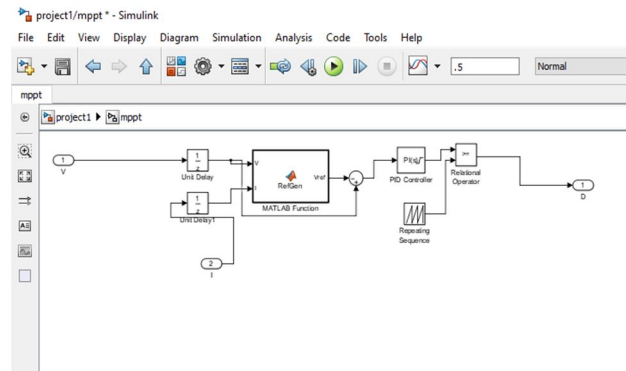 project1/mppt * - Simulink
File Edit View Display Diagram Simulation Analysis Code Tools Help
.5 Normal
mppt
project1 mppt
1
V
1
z
Unit Delay
1
z
Unit Delay1
2
I
V
I
RefGen
Vref
MATLAB Function
PI(s)
PID Controller
>=
Relational
Operator
Repeating
Sequence
1
D